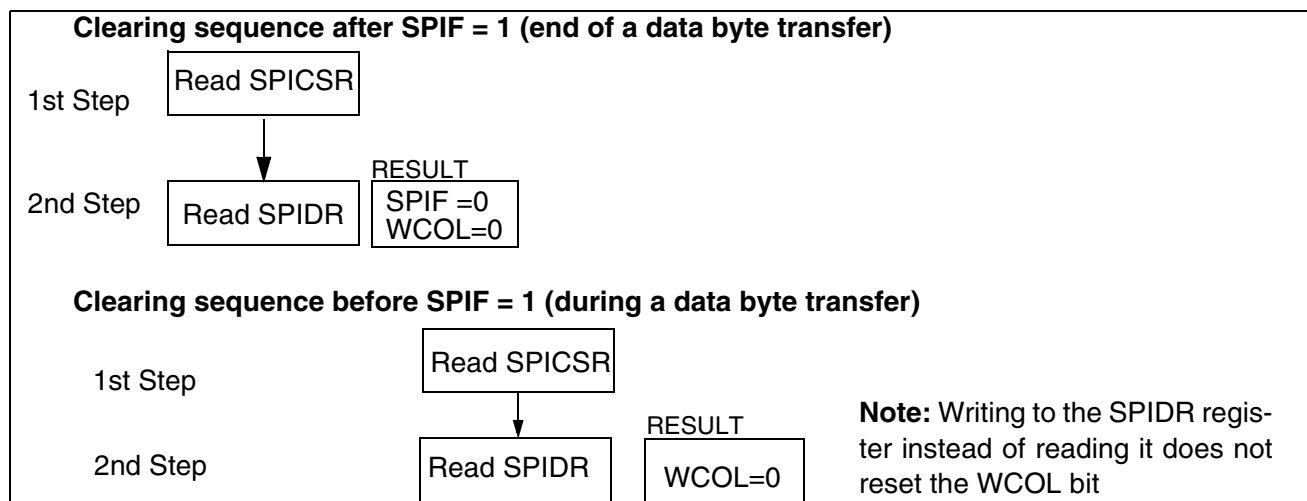 Clearing sequence after SPIF = 1 (end of a data byte transfer)
1st Step
Read SPICSR
2nd Step
Read SPIDR
RESULT
SPIF =0
WCOL=0
Clearing sequence before SPIF = 1 (during a data byte transfer)
1st Step
Read SPICSR
2nd Step
Read SPIDR
RESULT
WCOL=0
Note: Writing to the SPIDR regis-
ter instead of reading it does not
reset the WCOL bit